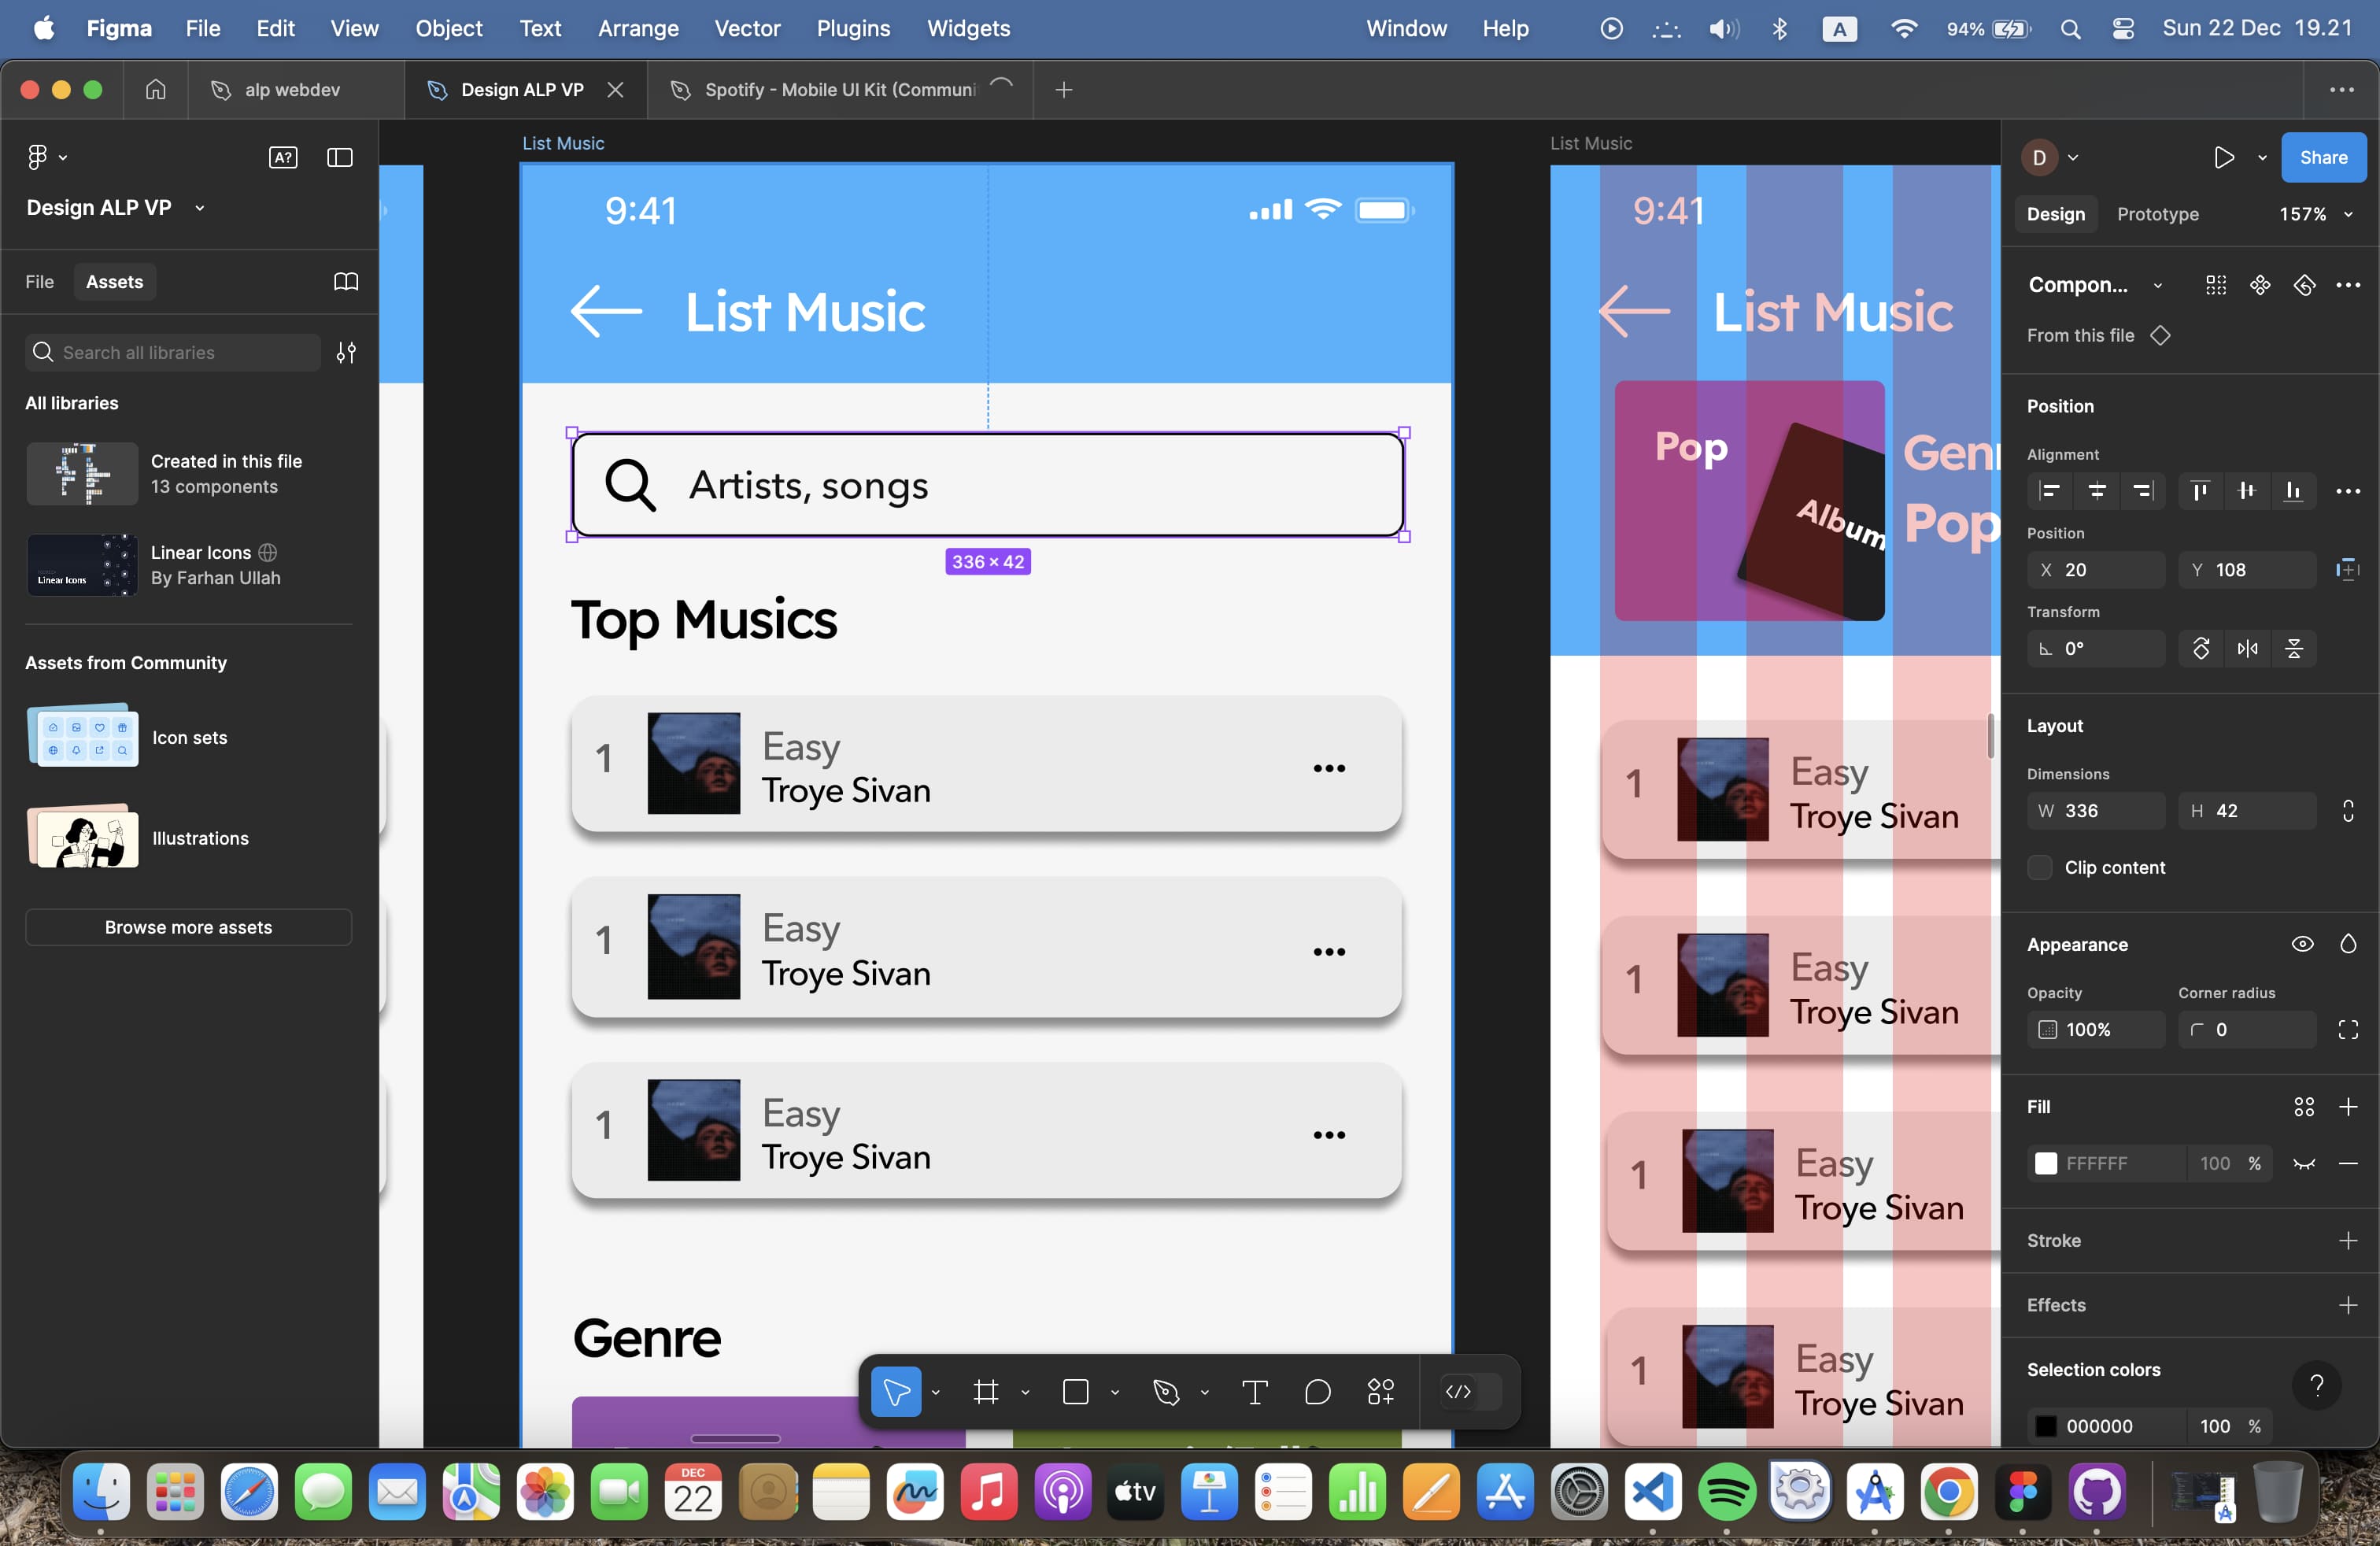 Figma File Edit View Object Text Arrange Vector Plugins Widgets Window Help A 94% Sun 22 Dec 19.21
alp webdev Design ALP VP Spotify - Mobile UI Kit (Communi
A?
Design ALP VP
File Assets
Search all libraries
All libraries
Created in this file
13 components
Linear Icons
Linear Icons
By Farhan Ullah
Assets from Community
Icon sets
Illustrations
Browse more assets
List Music
9:41
List Music
Artists, songs
336 × 42
Top Musics
1 Easy
Troye Sivan
1 Easy
Troye Sivan
1 Easy
Troye Sivan
Genre
List Music
9:41
List Music
Pop
Album
Genr
Pop
1 Easy
Troye Sivan
1 Easy
Troye Sivan
1 Easy
Troye Sivan
1 Easy
Troye Sivan
D Share
Design Prototype 157%
Compon...
From this file
Position
Alignment
Position
X 20 Y 108
Transform
0°
Layout
Dimensions
W 336 H 42
Clip content
Appearance
Opacity Corner radius
100% 0
Fill
FFFFFF 100 %
Stroke
Effects
Selection colors
?
000000 100 %
DEC
22
tv